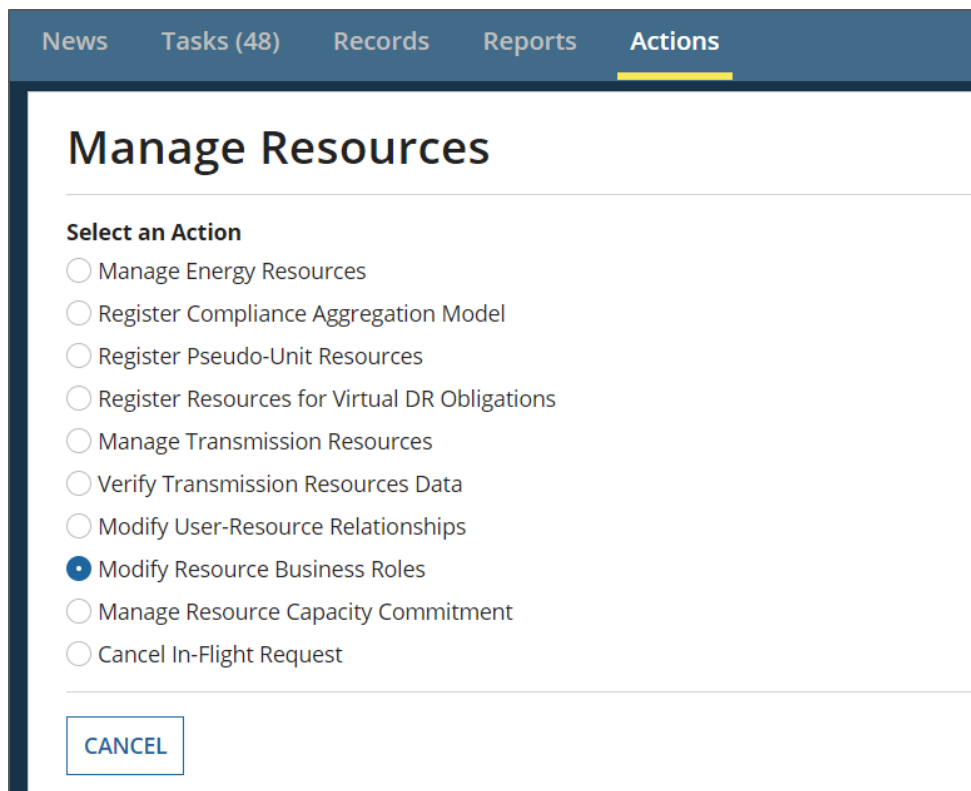 News Tasks (48) Records Reports Actions
Manage Resources
Select an Action
Manage Energy Resources
Register Compliance Aggregation Model
Register Pseudo-Unit Resources
Register Resources for Virtual DR Obligations
Manage Transmission Resources
Verify Transmission Resources Data
Modify User-Resource Relationships
Modify Resource Business Roles
Manage Resource Capacity Commitment
Cancel In-Flight Request
CANCEL